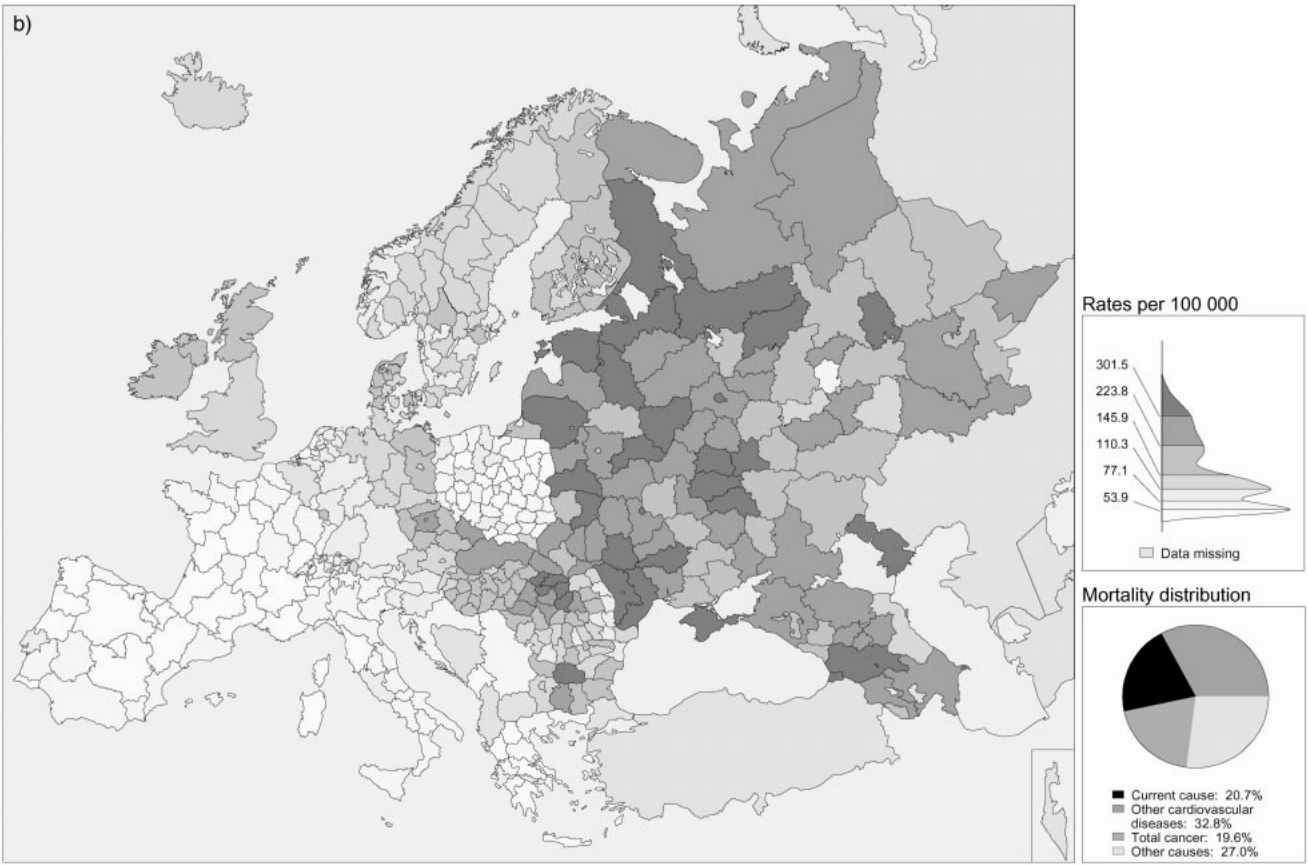 b)
Rates per 100 000
301.5
223.8
145.9
110.3
77.1
53.9
Data missing
Mortality distribution
Current cause: 20.7%
Other cardiovascular
diseases: 32.8%
Total cancer: 19.6%
Other causes: 27.0%